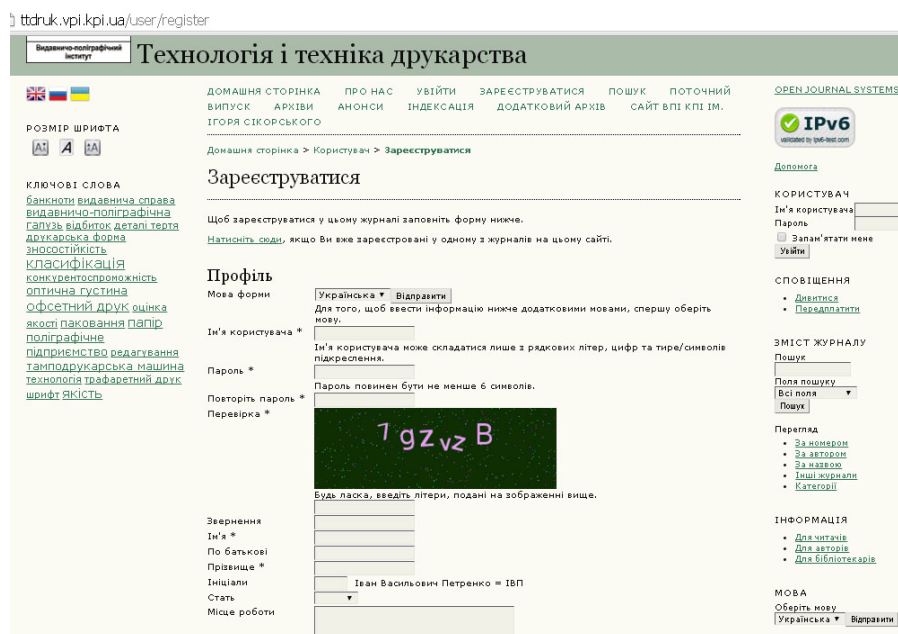 ttdruk.vpi.kpi.ua/user/register
Видавничо-поліграфічний
інститут
Технологія і техніка друкарства
РОЗМІР ШРИФТА
КЛЮЧОВІ СЛОВА
банкноти видавнича справа
видавничо-поліграфічна
галузь відбиток деталі тертя
друкарська форма
зносостійкість
класифікація
конкурентоспроможність
оптична густина
офсетний друк оцінка
якості паковання папір
поліграфічне
підприємство редагування
тамподрукарська машина
технологія трафаретний друк
шрифт якість
ДОМАШНЯ СТОРІНКА ПРО НАС УВІЙТИ ЗАРЕЄСТРУВАТИСЯ ПОШУК ПОТОЧНИЙ
ВИПУСК АРХІВИ АНОНСИ ІНДЕКСАЦІЯ ДОДАТКОВИЙ АРХІВ САЙТ ВПІ КПІ ІМ.
ІГОРЯ СІКОРСЬКОГО
Домашня сторінка > Користувач > Зареєструватися
Зареєструватися
Щоб зареєструватися у цьому журналі заповніть форму нижче.
Натисніть сюди, якщо Ви вже зареєстровані у одному з журналів на цьому сайті.
Профіль
Мова форми Українська Відправити
Для того, щоб ввести інформацію нижче додатковими мовами, спершу оберіть
мову.
Ім'я користувача *
Ім'я користувача може складатися лише з рядкових літер, цифр та тире/символів
підкреслення.
Пароль *
Пароль повинен бути не менше 6 символів.
Повторіть пароль *
Перевірка *
7 gz vz B
Будь ласка, введіть літери, подані на зображенні вище.
Звернення
Ім'я *
По батькові
Прізвище *
Ініціали Іван Васильович Петренко = ІВП
Стать
Місце роботи
OPEN JOURNAL SYSTEMS
IPv6
validated by ipv6-test.com
Допомога
КОРИСТУВАЧ
Ім'я користувача
Пароль
Запам'ятати мене
Увійти
СПОВІЩЕННЯ
Дивитися
Передплатити
ЗМІСТ ЖУРНАЛУ
Пошук
Поля пошуку
Всі поля
Пошук
Перегляд
За номером
За автором
За назвою
Інші журнали
Категорії
ІНФОРМАЦІЯ
Для читачів
Для авторів
Для бібліотекарів
МОВА
Оберіть мову
Українська Відправити